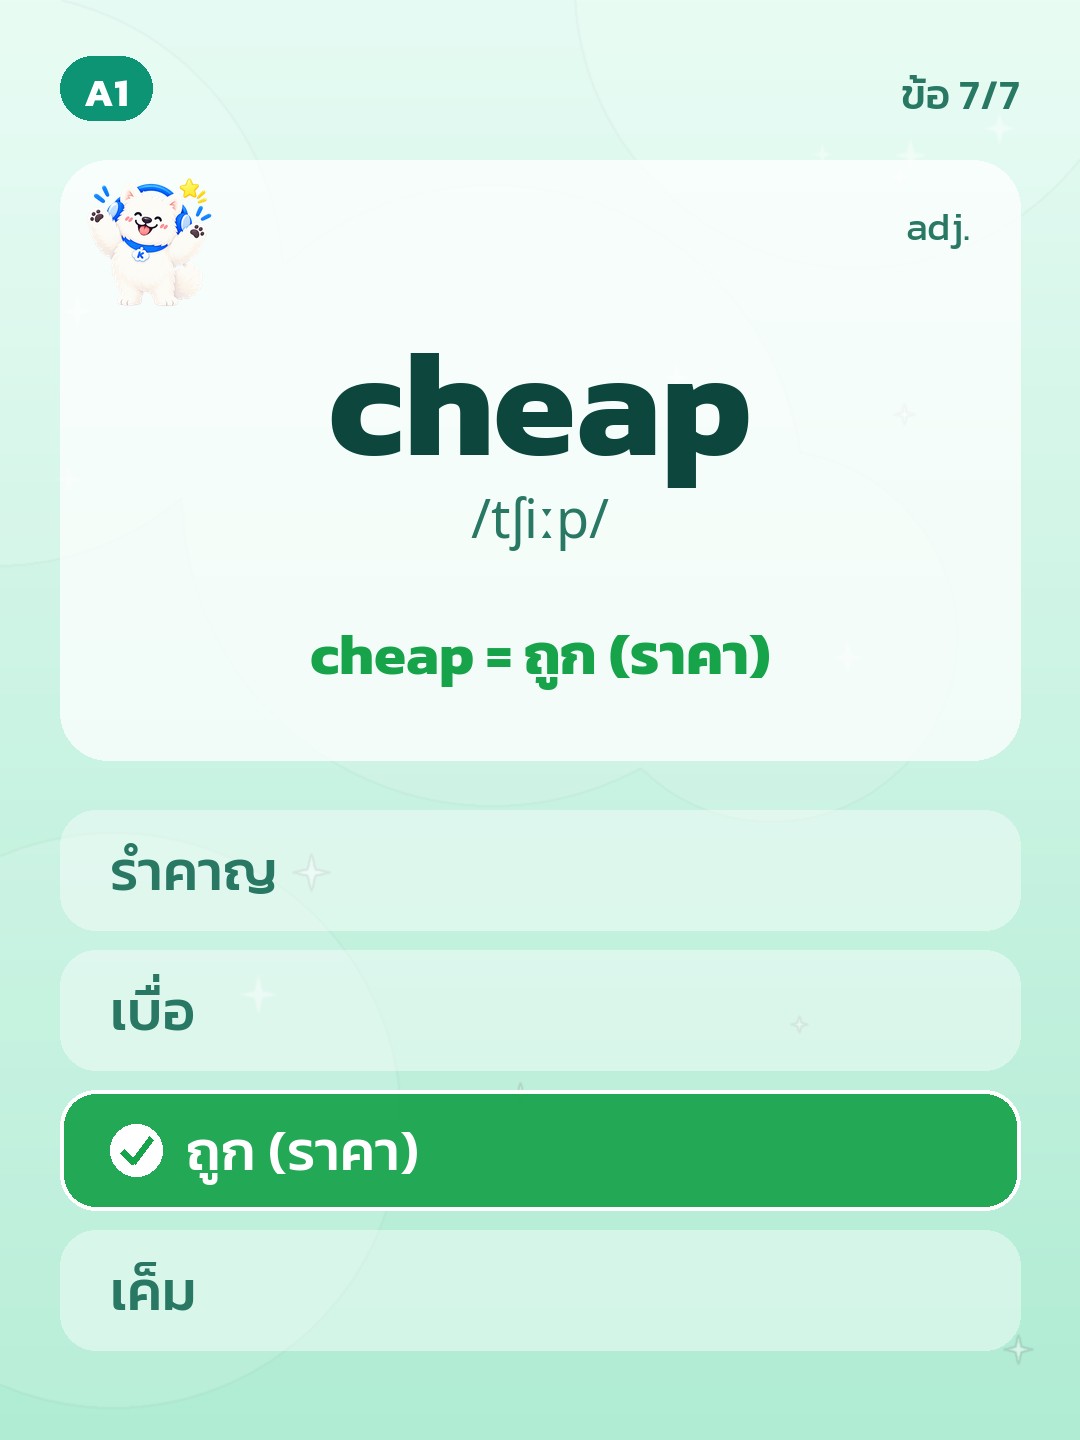 A1
ข้อ 7/7
adj.
K
cheap
/tʃiːp/
cheap = ถูก (ราคา)
รำคาญ
เบื่อ
ถูก (ราคา)
เค็ม